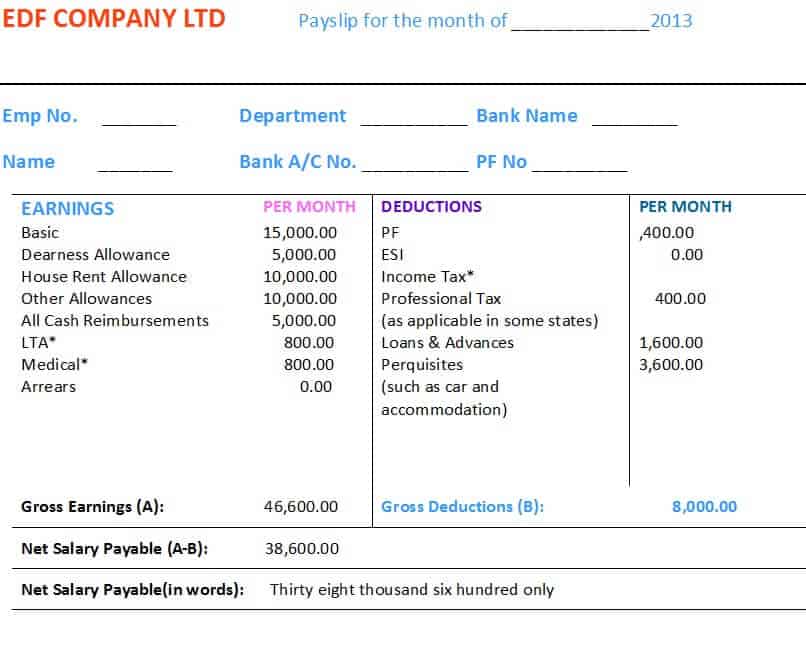 EDF COMPANY LTD Payslip for the month of _____________ 2013
Emp No. _______ Department __________ Bank Name ________
Name _______ Bank A/C No. __________ PF No _________
EARNINGS PER MONTH DEDUCTIONS PER MONTH
Basic 15,000.00 PF ,400.00
Dearness Allowance 5,000.00 ESI 0.00
House Rent Allowance 10,000.00 Income Tax*
Other Allowances 10,000.00 Professional Tax 400.00
All Cash Reimbursements 5,000.00 (as applicable in some states)
LTA* 800.00 Loans & Advances 1,600.00
Medical* 800.00 Perquisites 3,600.00
Arrears 0.00 (such as car and
accommodation)
Gross Earnings (A): 46,600.00 Gross Deductions (B): 8,000.00
Net Salary Payable (A-B): 38,600.00
Net Salary Payable(in words): Thirty eight thousand six hundred only